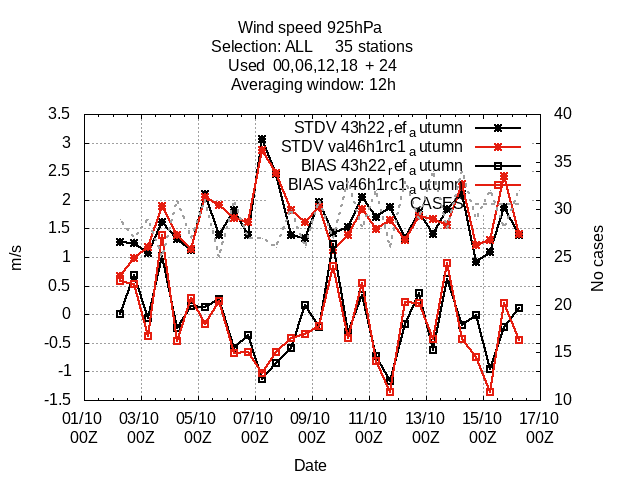 Wind speed 925hPa
Selection: ALL     35 stations
Used  00,06,12,18  + 24
Averaging window: 12h
STDV 43h22_ref_autumn
STDV val46h1rc1_autumn
BIAS 43h22_ref_autumn
BIAS val46h1rc1_autumn
CASES
3.5
3
2.5
2
1.5
1
0.5
0
-0.5
-1
-1.5
m/s
40
35
30
25
20
15
10
No cases
01/10 03/10 05/10 07/10 09/10 11/10 13/10 15/10 17/10
00Z 00Z 00Z 00Z 00Z 00Z 00Z 00Z 00Z
Date